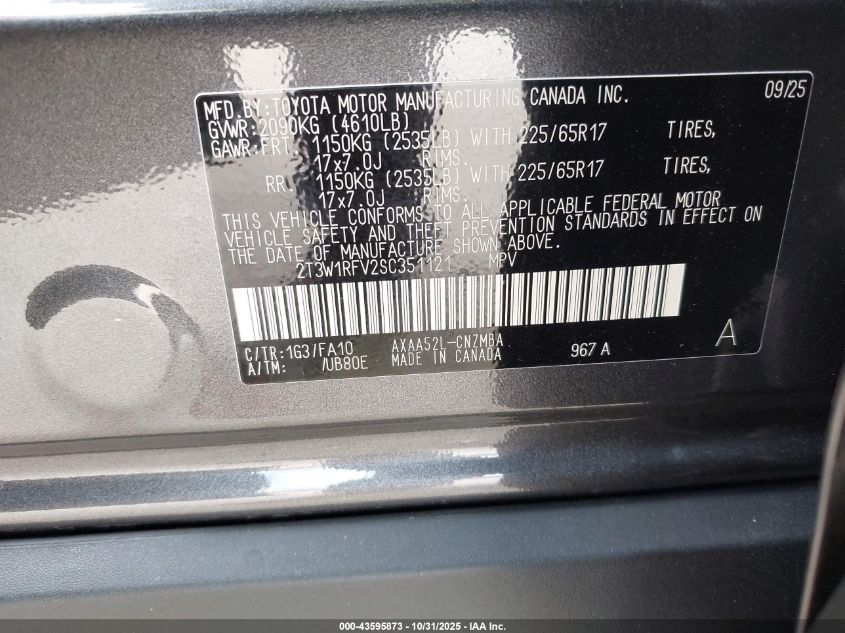 MFD.BY:TOYOTA MOTOR MANUFACTURING CANADA INC. 09/25
GVWR:2090KG (4610LB)
GAWR:FRT. 1150KG (2535LB) WITH 225/65R17 TIRES,
17x7.0J RIMS.
RR. 1150KG (2535LB) WITH 225/65R17 TIRES,
17x7.0J RIMS.
THIS VEHICLE CONFORMS TO ALL APPLICABLE FEDERAL MOTOR
VEHICLE SAFETY AND THEFT PREVENTION STANDARDS IN EFFECT ON
THE DATE OF MANUFACTURE SHOWN ABOVE.
2T3W1RFV2SC351121 MPV
C/TR:1G3/FA10 AXAA52L-CNZMBA A
A/TM: /UB80E MADE IN CANADA 967 A
000-43595873 - 10/31/2025 - IAA Inc.